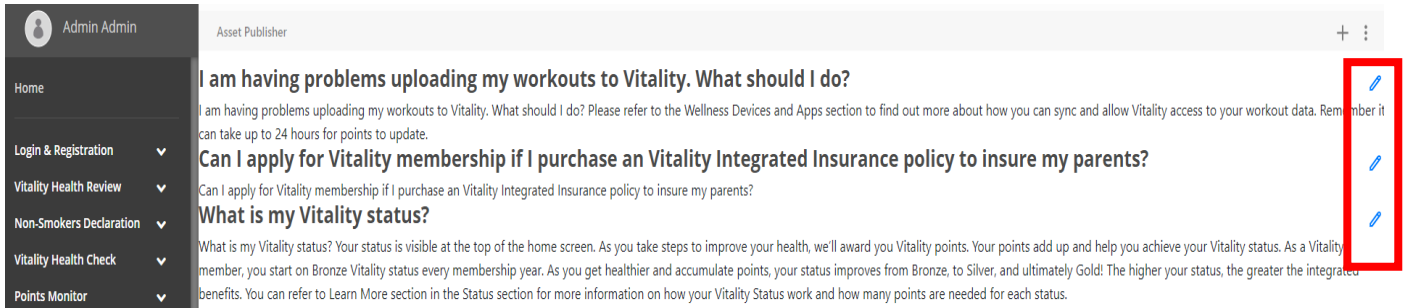 Admin Admin
Asset Publisher
Home
Login & Registration
Vitality Health Review
Non-Smokers Declaration
Vitality Health Check
Points Monitor
I am having problems uploading my workouts to Vitality. What should I do?
I am having problems uploading my workouts to Vitality. What should I do? Please refer to the Wellness Devices and Apps section to find out more about how you can sync and allow Vitality access to your workout data. Remember it
can take up to 24 hours for points to update.
Can I apply for Vitality membership if I purchase an Vitality Integrated Insurance policy to insure my parents?
Can I apply for Vitality membership if I purchase an Vitality Integrated Insurance policy to insure my parents?
What is my Vitality status?
What is my Vitality status? Your status is visible at the top of the home screen. As you take steps to improve your health, we'll award you Vitality points. Your points add up and help you achieve your Vitality status. As a Vitality
member, you start on Bronze Vitality status every membership year. As you get healthier and accumulate points, your status improves from Bronze, to Silver, and ultimately Gold! The higher your status, the greater the integrated
benefits. You can refer to Learn More section in the Status section for more information on how your Vitality Status work and how many points are needed for each status.